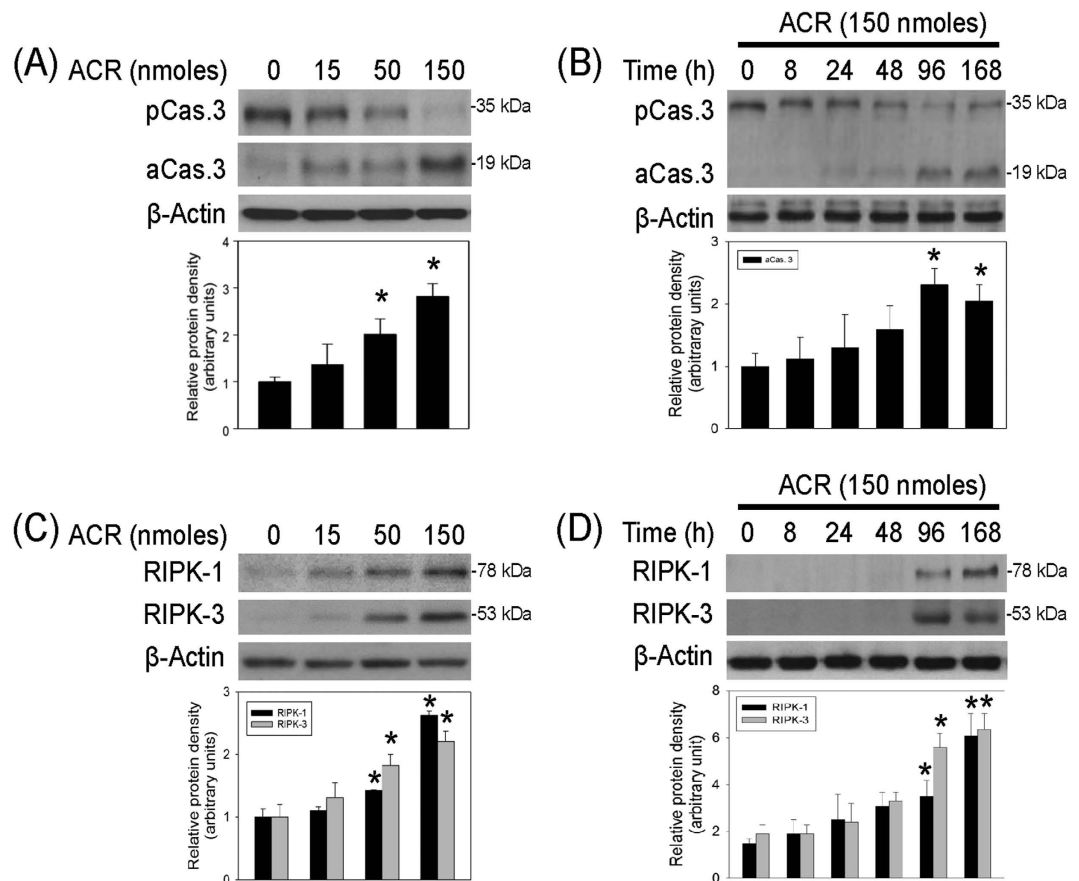 (A) ACR (nmoles) 0 15 50 150
pCas.3 -35 kDa
aCas.3 -19 kDa
β-Actin
Relative protein density
(arbitrary units)
4
3
2
1
0
* *
(B) ACR (150 nmoles)
Time (h) 0 8 24 48 96 168
pCas.3 -35 kDa
aCas.3 -19 kDa
β-Actin
Relative protein density
(arbitraray units)
3
2
1
0
aCas. 3
* *
(C) ACR (nmoles) 0 15 50 150
RIPK-1 -78 kDa
RIPK-3 -53 kDa
β-Actin
Relative protein density
(arbitrary units)
3
2
1
0
RIPK-1
RIPK-3
* * * *
(D) ACR (150 nmoles)
Time (h) 0 8 24 48 96 168
RIPK-1 -78 kDa
RIPK-3 -53 kDa
β-Actin
Relative protein density
(arbitrary unit)
8
6
4
2
0
RIPK-1
RIPK-3
* * * *